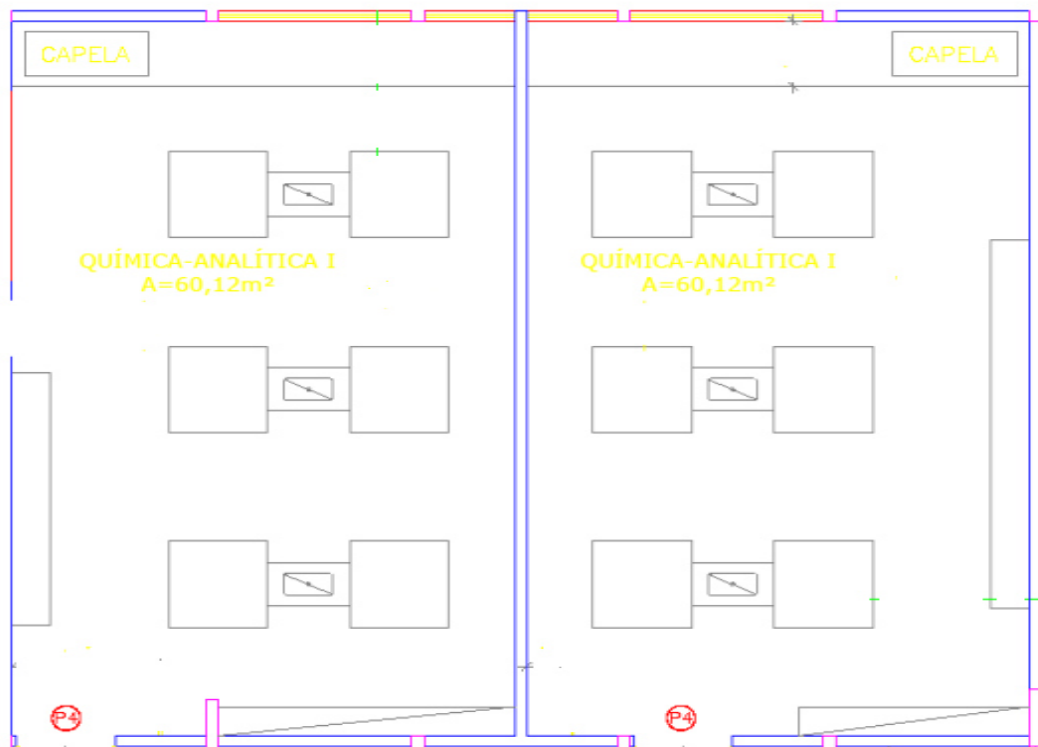 CAPELA
CAPELA
QUÍMICA-ANALÍTICA I
A=60,12m²
QUÍMICA-ANALÍTICA I
A=60,12m²
P4
P4